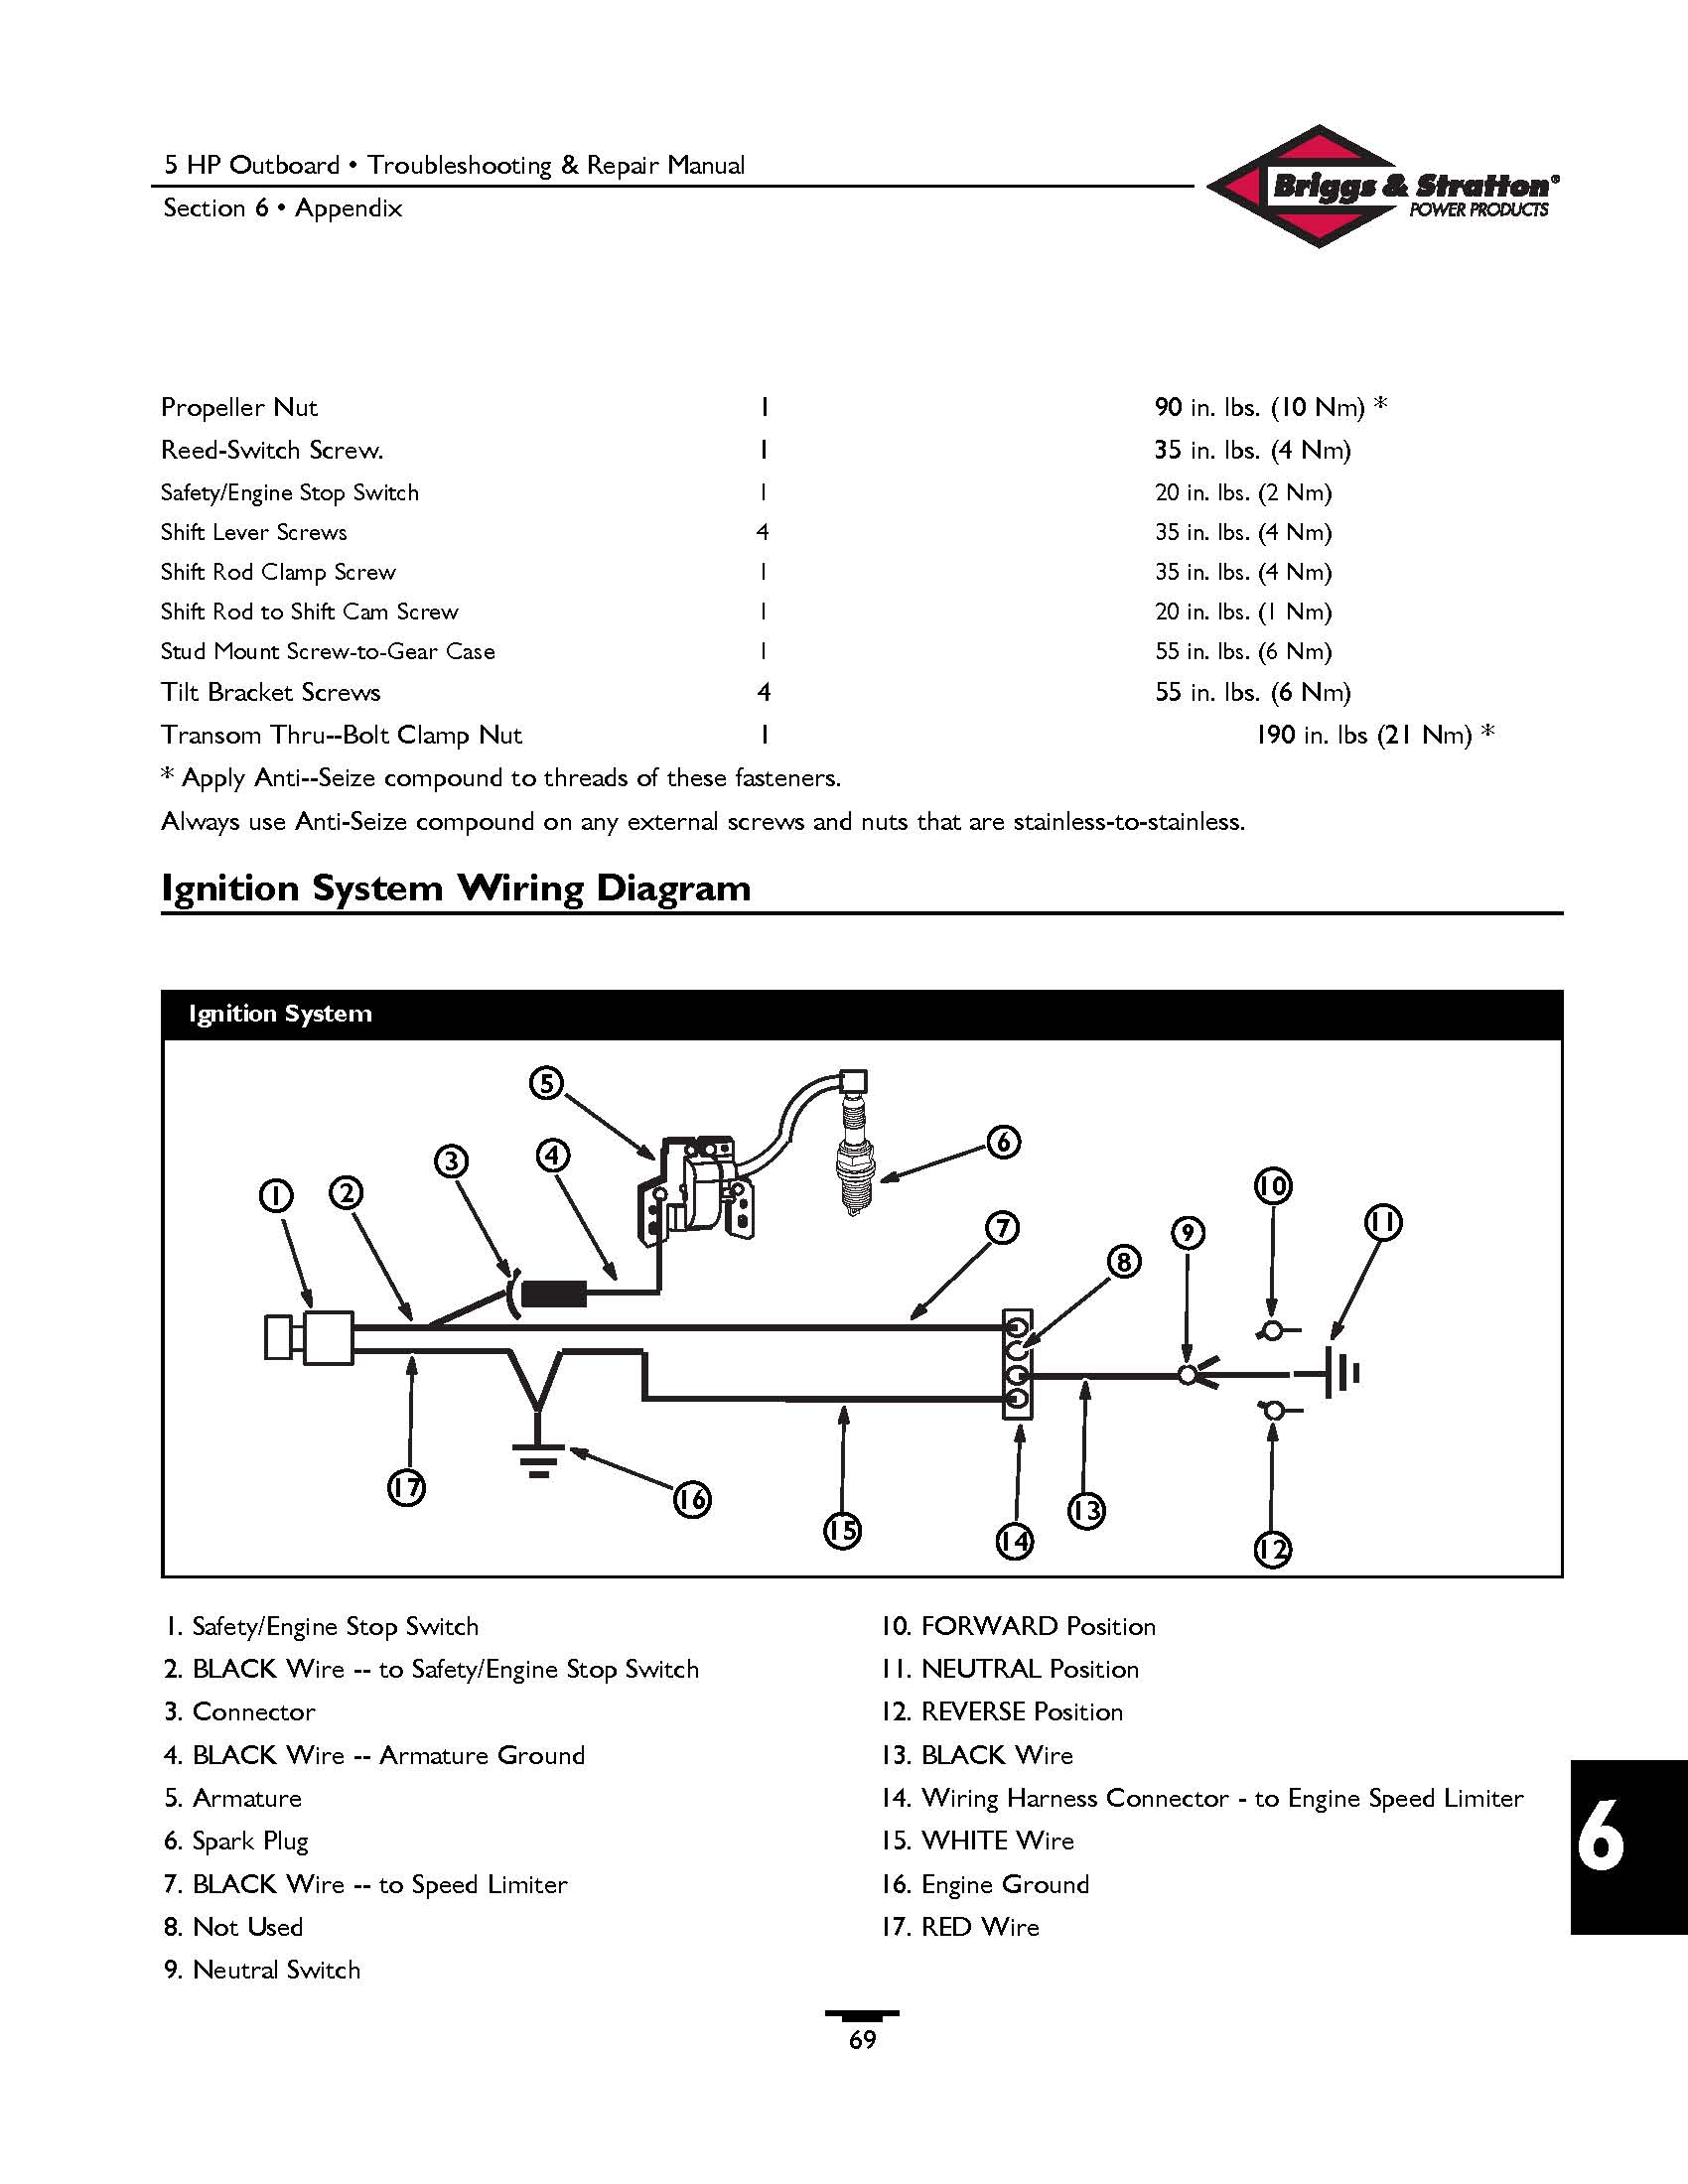 5 HP Outboard • Troubleshooting & Repair Manual
Section 6 • Appendix
Briggs & Stratton®
POWER PRODUCTS
Propeller Nut 1 90 in. lbs. (10 Nm) *
Reed-Switch Screw. 1 35 in. lbs. (4 Nm)
Safety/Engine Stop Switch 1 20 in. lbs. (2 Nm)
Shift Lever Screws 4 35 in. lbs. (4 Nm)
Shift Rod Clamp Screw 1 35 in. lbs. (4 Nm)
Shift Rod to Shift Cam Screw 1 20 in. lbs. (1 Nm)
Stud Mount Screw-to-Gear Case 1 55 in. lbs. (6 Nm)
Tilt Bracket Screws 4 55 in. lbs. (6 Nm)
Transom Thru--Bolt Clamp Nut 1 190 in. lbs (21 Nm) *
* Apply Anti--Seize compound to threads of these fasteners.
Always use Anti-Seize compound on any external screws and nuts that are stainless-to-stainless.
Ignition System Wiring Diagram
Ignition System
1
2
3
4
5
6
7
8
9
10
11
12
13
14
15
16
17
1. Safety/Engine Stop Switch
2. BLACK Wire -- to Safety/Engine Stop Switch
3. Connector
4. BLACK Wire -- Armature Ground
5. Armature
6. Spark Plug
7. BLACK Wire -- to Speed Limiter
8. Not Used
9. Neutral Switch
10. FORWARD Position
11. NEUTRAL Position
12. REVERSE Position
13. BLACK Wire
14. Wiring Harness Connector - to Engine Speed Limiter
15. WHITE Wire
16. Engine Ground
17. RED Wire
6
69